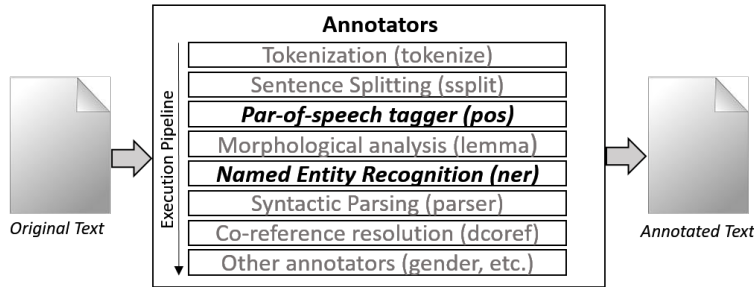 Annotators
Execution Pipeline
Tokenization (tokenize)
Sentence Splitting (ssplit)
Par-of-speech tagger (pos)
Morphological analysis (lemma)
Named Entity Recognition (ner)
Syntactic Parsing (parser)
Co-reference resolution (dcoref)
Other annotators (gender, etc.)
Original Text
Annotated Text